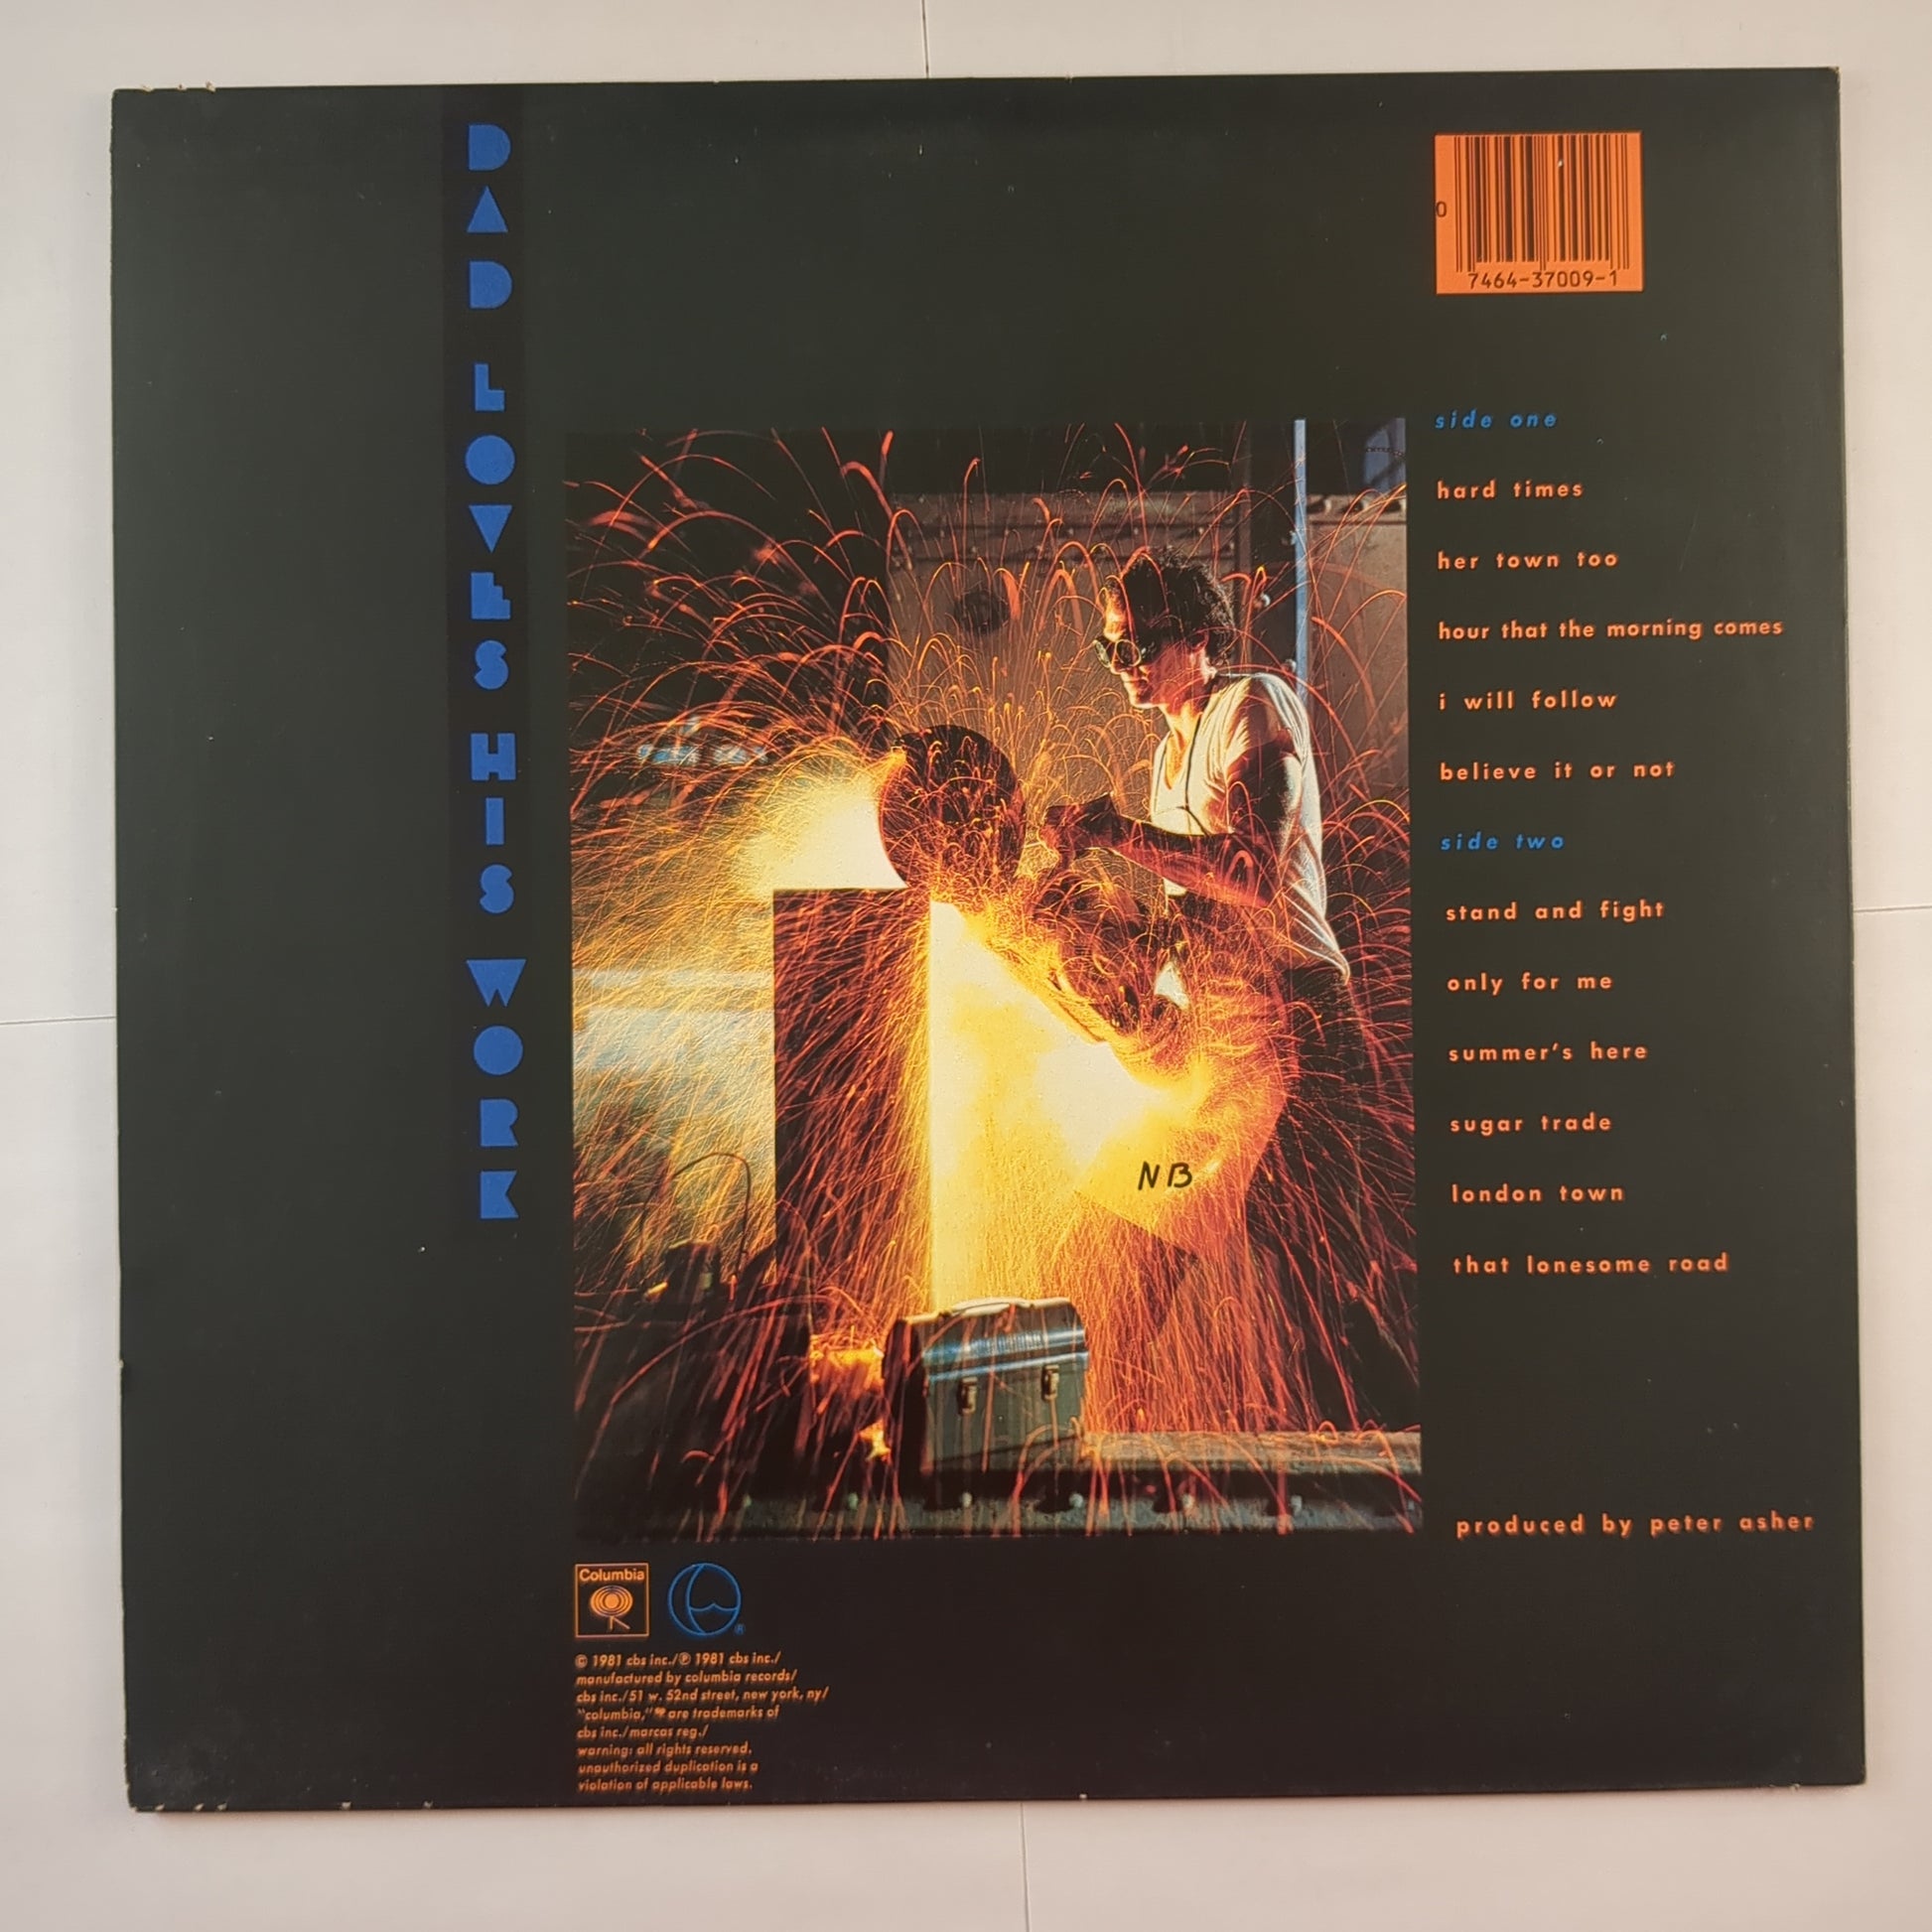 DAD LOVES HIS WORK
0
7464-37009-1
side one
hard times
her town too
hour that the morning comes
i will follow
believe it or not
side two
stand and fight
only for me
summer's here
sugar trade
london town
that lonesome road
NB
produced by peter asher
Columbia
®
© 1981 cbs inc./℗ 1981 cbs inc./
manufactured by columbia records/
cbs inc./51 w. 52nd street, new york, ny/
"columbia," are trademarks of
cbs inc./marcas reg./
warning: all rights reserved.
unauthorized duplication is a
violation of applicable laws.